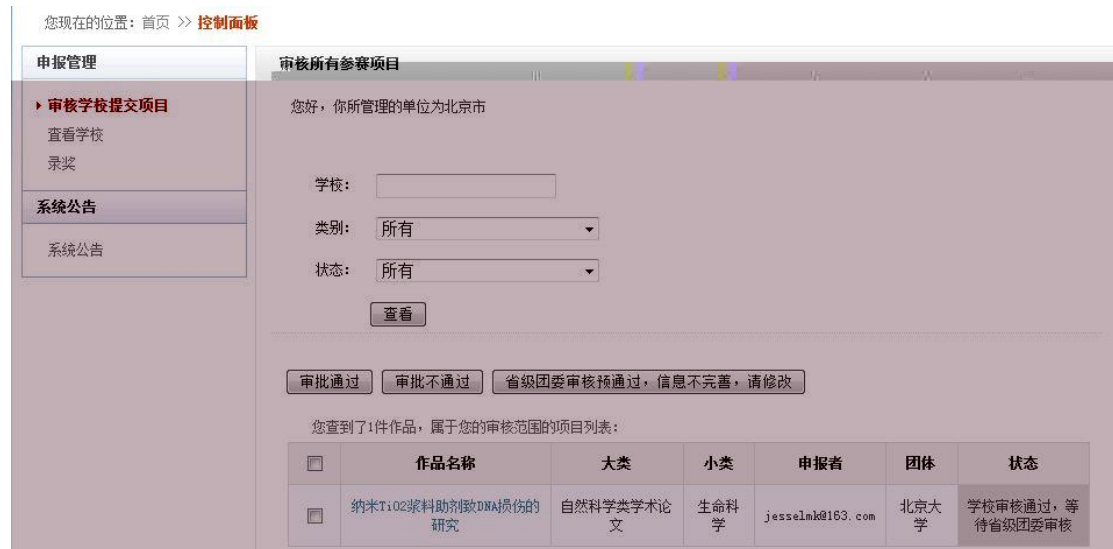 您现在的位置：首页 >> 控制面板
申报管理
审核所有参赛项目
审核学校提交项目
查看学校
录奖
系统公告
系统公告
您好，你所管理的单位为北京市
学校：
类别： 所有
状态： 所有
查看
审批通过 审批不通过 省级团委审核预通过，信息不完善，请修改
您查到了1件作品，属于您的审核范围的项目列表：
作品名称 大类 小类 申报者 团体 状态
纳米TiO2浆料助剂致DNA损伤的
研究
自然科学类学术论
文
生命科
学
jesselmk@163.com
北京大
学
学校审核通过，等
待省级团委审核